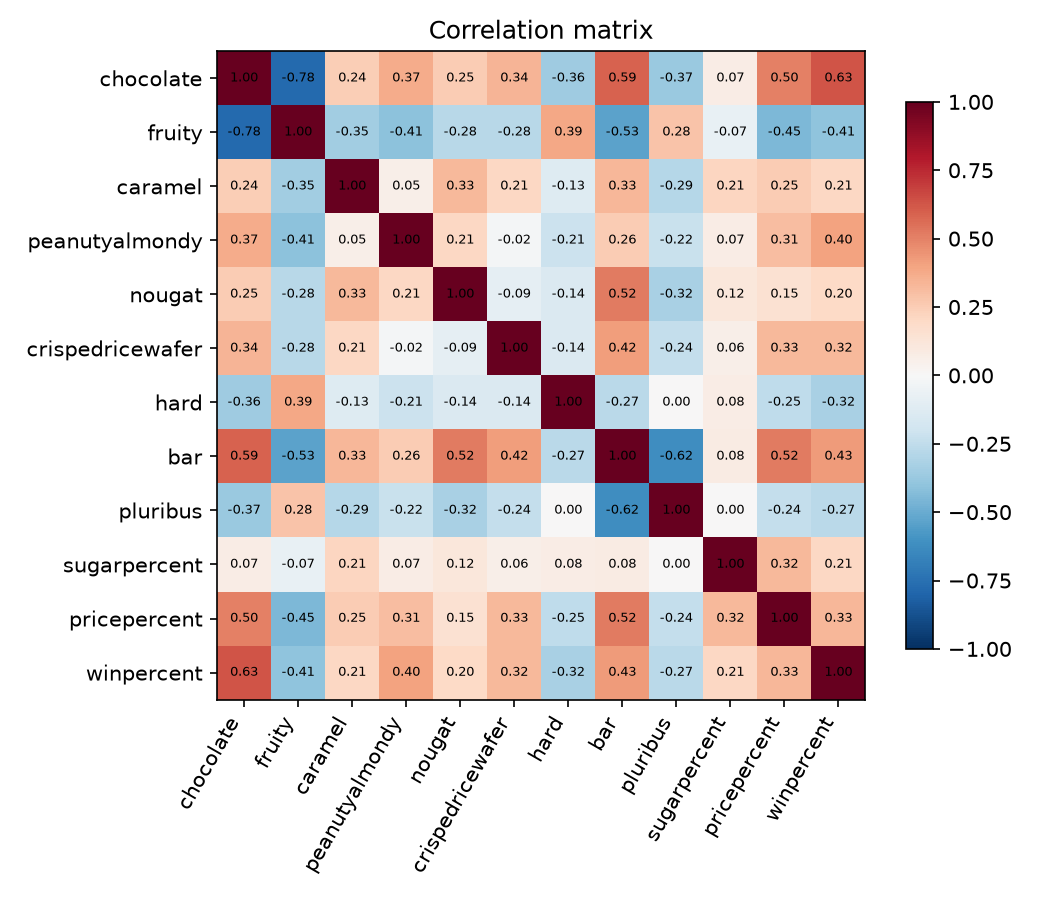 Correlation matrix
chocolate 1.00 -0.78 0.24 0.37 0.25 0.34 -0.36 0.59 -0.37 0.07 0.50 0.63
fruity -0.78 1.00 -0.35 -0.41 -0.28 -0.28 0.39 -0.53 0.28 -0.07 -0.45 -0.41
caramel 0.24 -0.35 1.00 0.05 0.33 0.21 -0.13 0.33 -0.29 0.21 0.25 0.21
peanutyalmondy 0.37 -0.41 0.05 1.00 0.21 -0.02 -0.21 0.26 -0.22 0.07 0.31 0.40
nougat 0.25 -0.28 0.33 0.21 1.00 -0.09 -0.14 0.52 -0.32 0.12 0.15 0.20
crispedricewafer 0.34 -0.28 0.21 -0.02 -0.09 1.00 -0.14 0.42 -0.24 0.06 0.33 0.32
hard -0.36 0.39 -0.13 -0.21 -0.14 -0.14 1.00 -0.27 0.00 0.08 -0.25 -0.32
bar 0.59 -0.53 0.33 0.26 0.52 0.42 -0.27 1.00 -0.62 0.08 0.52 0.43
pluribus -0.37 0.28 -0.29 -0.22 -0.32 -0.24 0.00 -0.62 1.00 0.00 -0.24 -0.27
sugarpercent 0.07 -0.07 0.21 0.07 0.12 0.06 0.08 0.08 0.00 1.00 0.32 0.21
pricepercent 0.50 -0.45 0.25 0.31 0.15 0.33 -0.25 0.52 -0.24 0.32 1.00 0.33
winpercent 0.63 -0.41 0.21 0.40 0.20 0.32 -0.32 0.43 -0.27 0.21 0.33 1.00
chocolate fruity caramel peanutyalmondy nougat crispedricewafer hard bar pluribus sugarpercent pricepercent winpercent
1.00
0.75
0.50
0.25
0.00
−0.25
−0.50
−0.75
−1.00